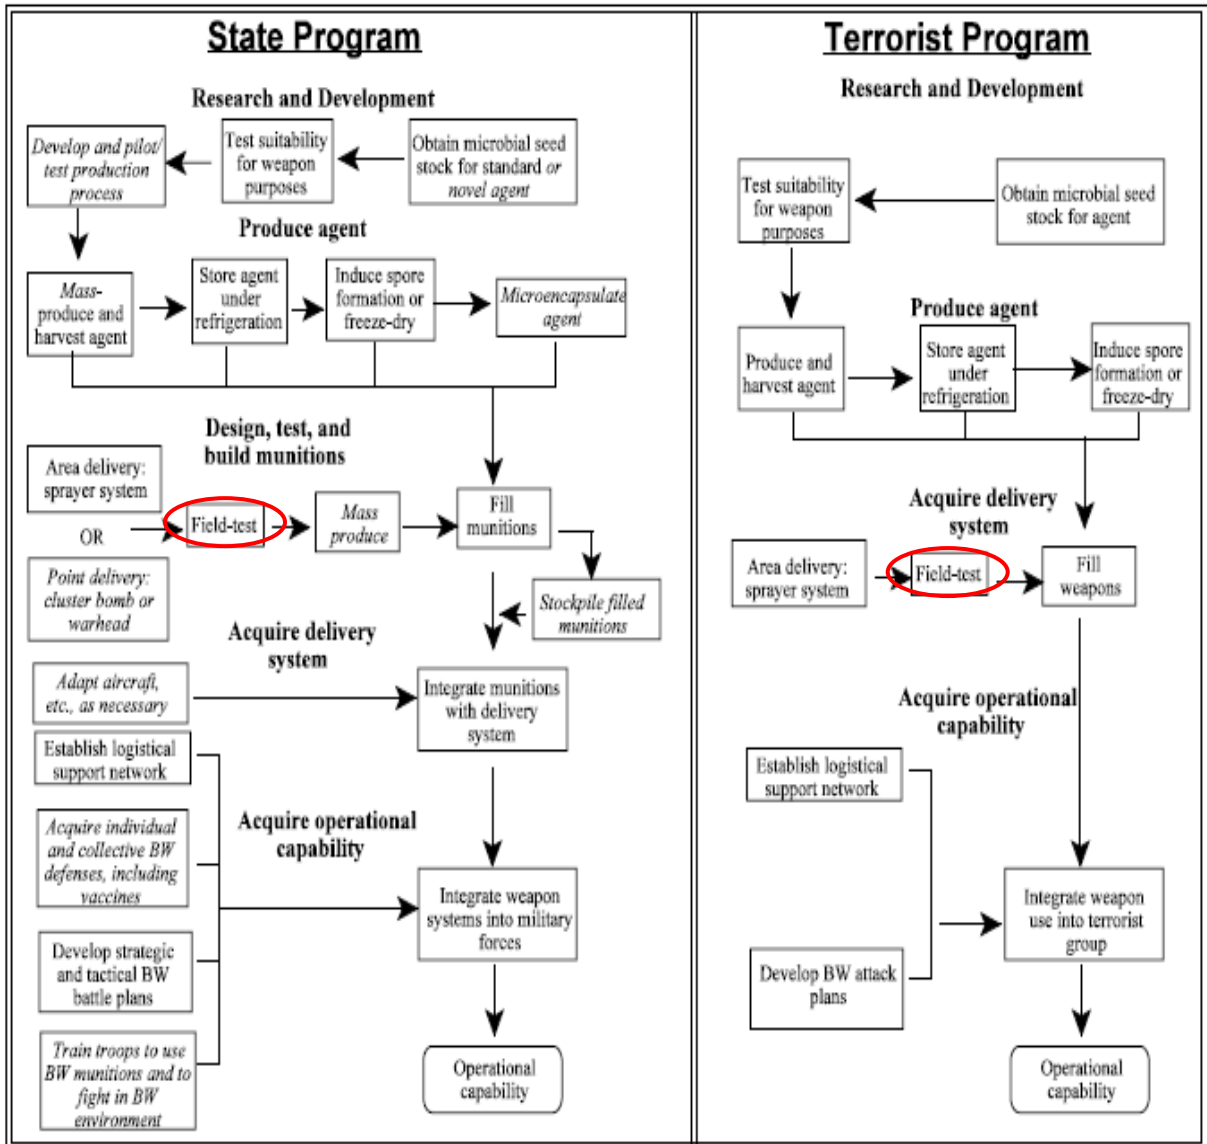 State Program
Research and Development
Develop and pilot/
test production
process
Test suitability
for weapon
purposes
Obtain microbial seed
stock for standard or
novel agent
Produce agent
Mass-
produce and
harvest agent
Store agent
under
refrigeration
Induce spore
formation or
freeze-dry
Microencapsulate
agent
Design, test, and
build munitions
Area delivery:
sprayer system
OR
Point delivery:
cluster bomb or
warhead
Field-test
Mass
produce
Fill
munitions
Stockpile filled
munitions
Acquire delivery
system
Adapt aircraft,
etc., as necessary
Integrate munitions
with delivery
system
Establish logistical
support network
Acquire individual
and collective BW
defenses, including
vaccines
Develop strategic
and tactical BW
battle plans
Train troops to use
BW munitions and to
fight in BW
environment
Acquire operational
capability
Integrate weapon
systems into military
forces
Operational
capability
Terrorist Program
Research and Development
Test suitability
for weapon
purposes
Obtain microbial seed
stock for agent
Produce agent
Produce and
harvest agent
Store agent
under
refrigeration
Induce spore
formation or
freeze-dry
Acquire delivery
system
Area delivery:
sprayer system
Field-test
Fill
weapons
Acquire operational
capability
Establish logistical
support network
Develop BW attack
plans
Integrate weapon
use into terrorist
group
Operational
capability